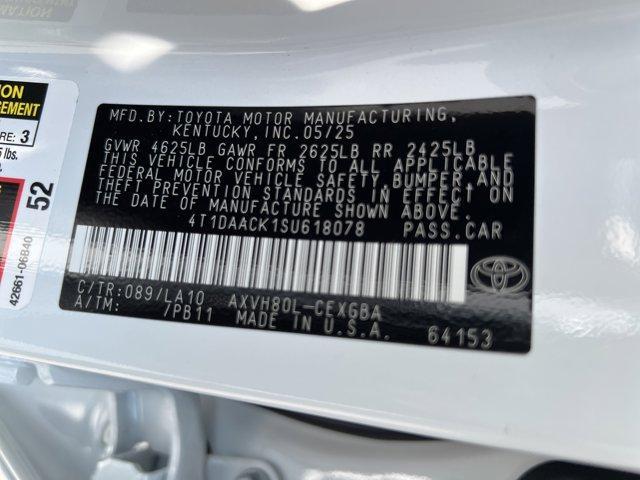 MFD.BY:TOYOTA MOTOR MANUFACTURING,
KENTUCKY, INC. 05/25
GVWR 4625LB GAWR FR 2625LB RR 2425LB
THIS VEHICLE CONFORMS TO ALL APPLICABLE
FEDERAL MOTOR VEHICLE SAFETY, BUMPER, AND
THEFT PREVENTION STANDARDS IN EFFECT ON
THE DATE OF MANUFACTURE SHOWN ABOVE.
4T1DAACK1SU618078 PASS.CAR
C/TR:089/LA10 AXVH80L-CEXGBA
A/TM: /PB11 MADE IN U.S.A. 64153
52
42661-06B40